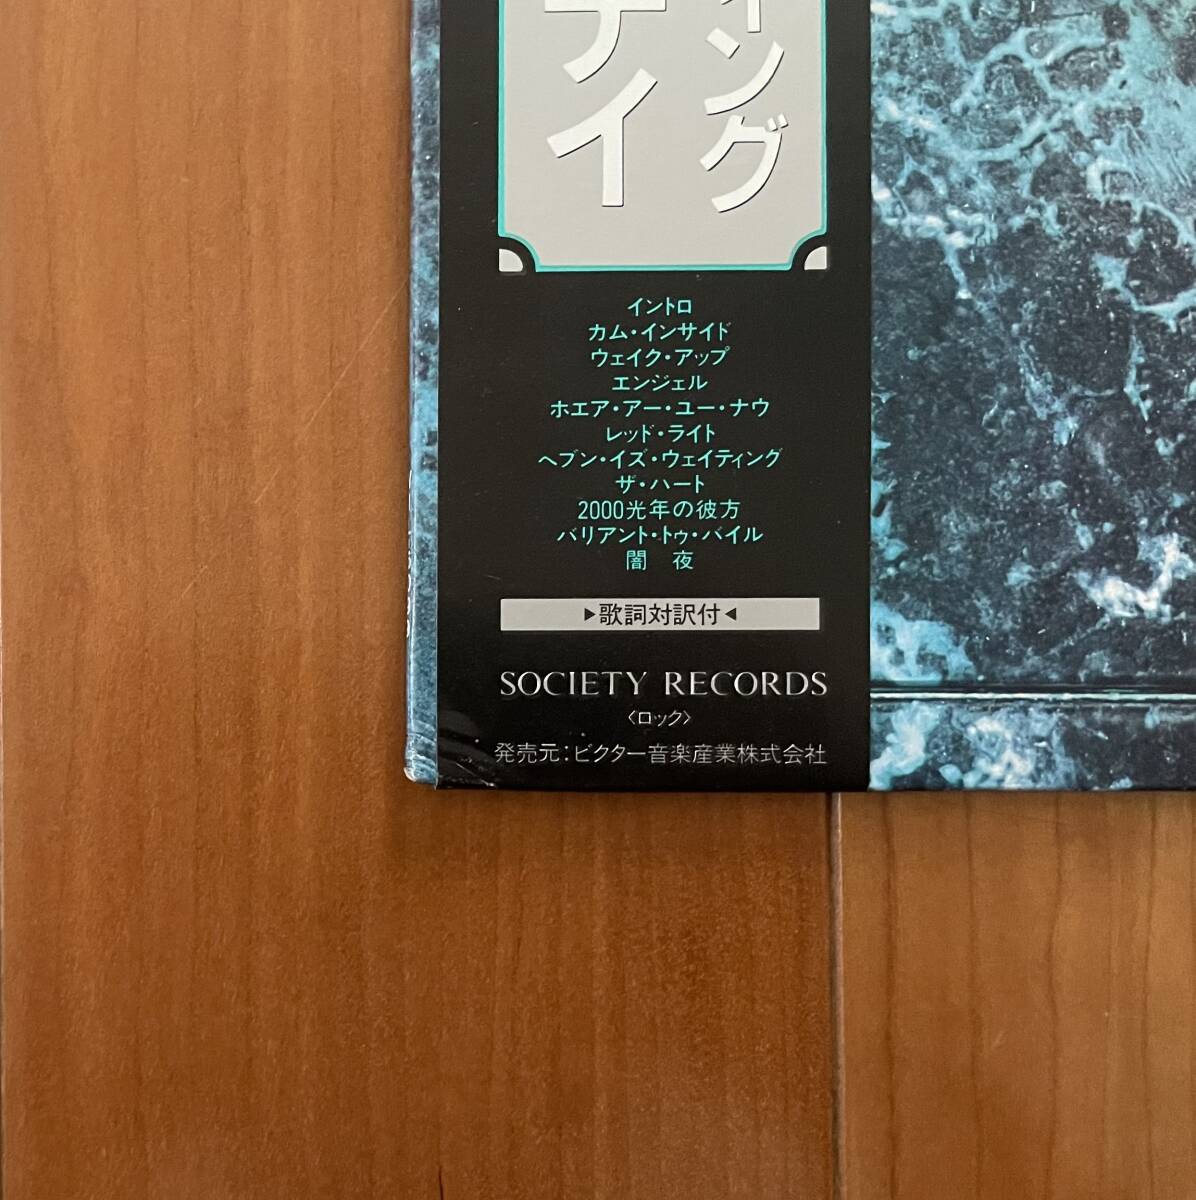 イング
ナイ
イントロ
カム・インサイド
ウェイク・アップ
エンジェル
ホエア・アー・ユー・ナウ
レッド・ライト
ヘブン・イズ・ウェイティング
ザ・ハート
2000光年の彼方
バリアント・トゥ・バイル
闇 夜
▶歌詞対訳付◀
SOCIETY RECORDS
〈ロック〉
発売元:ビクター音楽産業株式会社